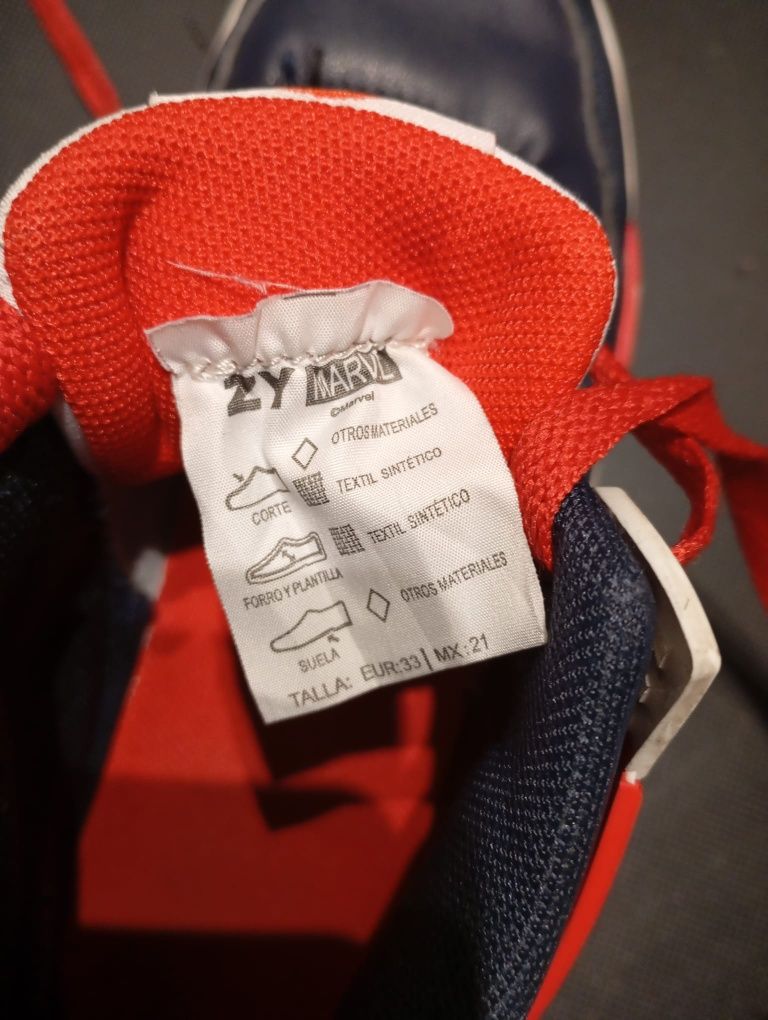 2Y MARVEL
©Marvel
OTROS MATERIALES
TEXTIL SINTÉTICO
CORTE
TEXTIL SINTÉTICO
FORRO Y PLANTILLA
OTROS MATERIALES
SUELA
TALLA: EUR:33 | MX:21